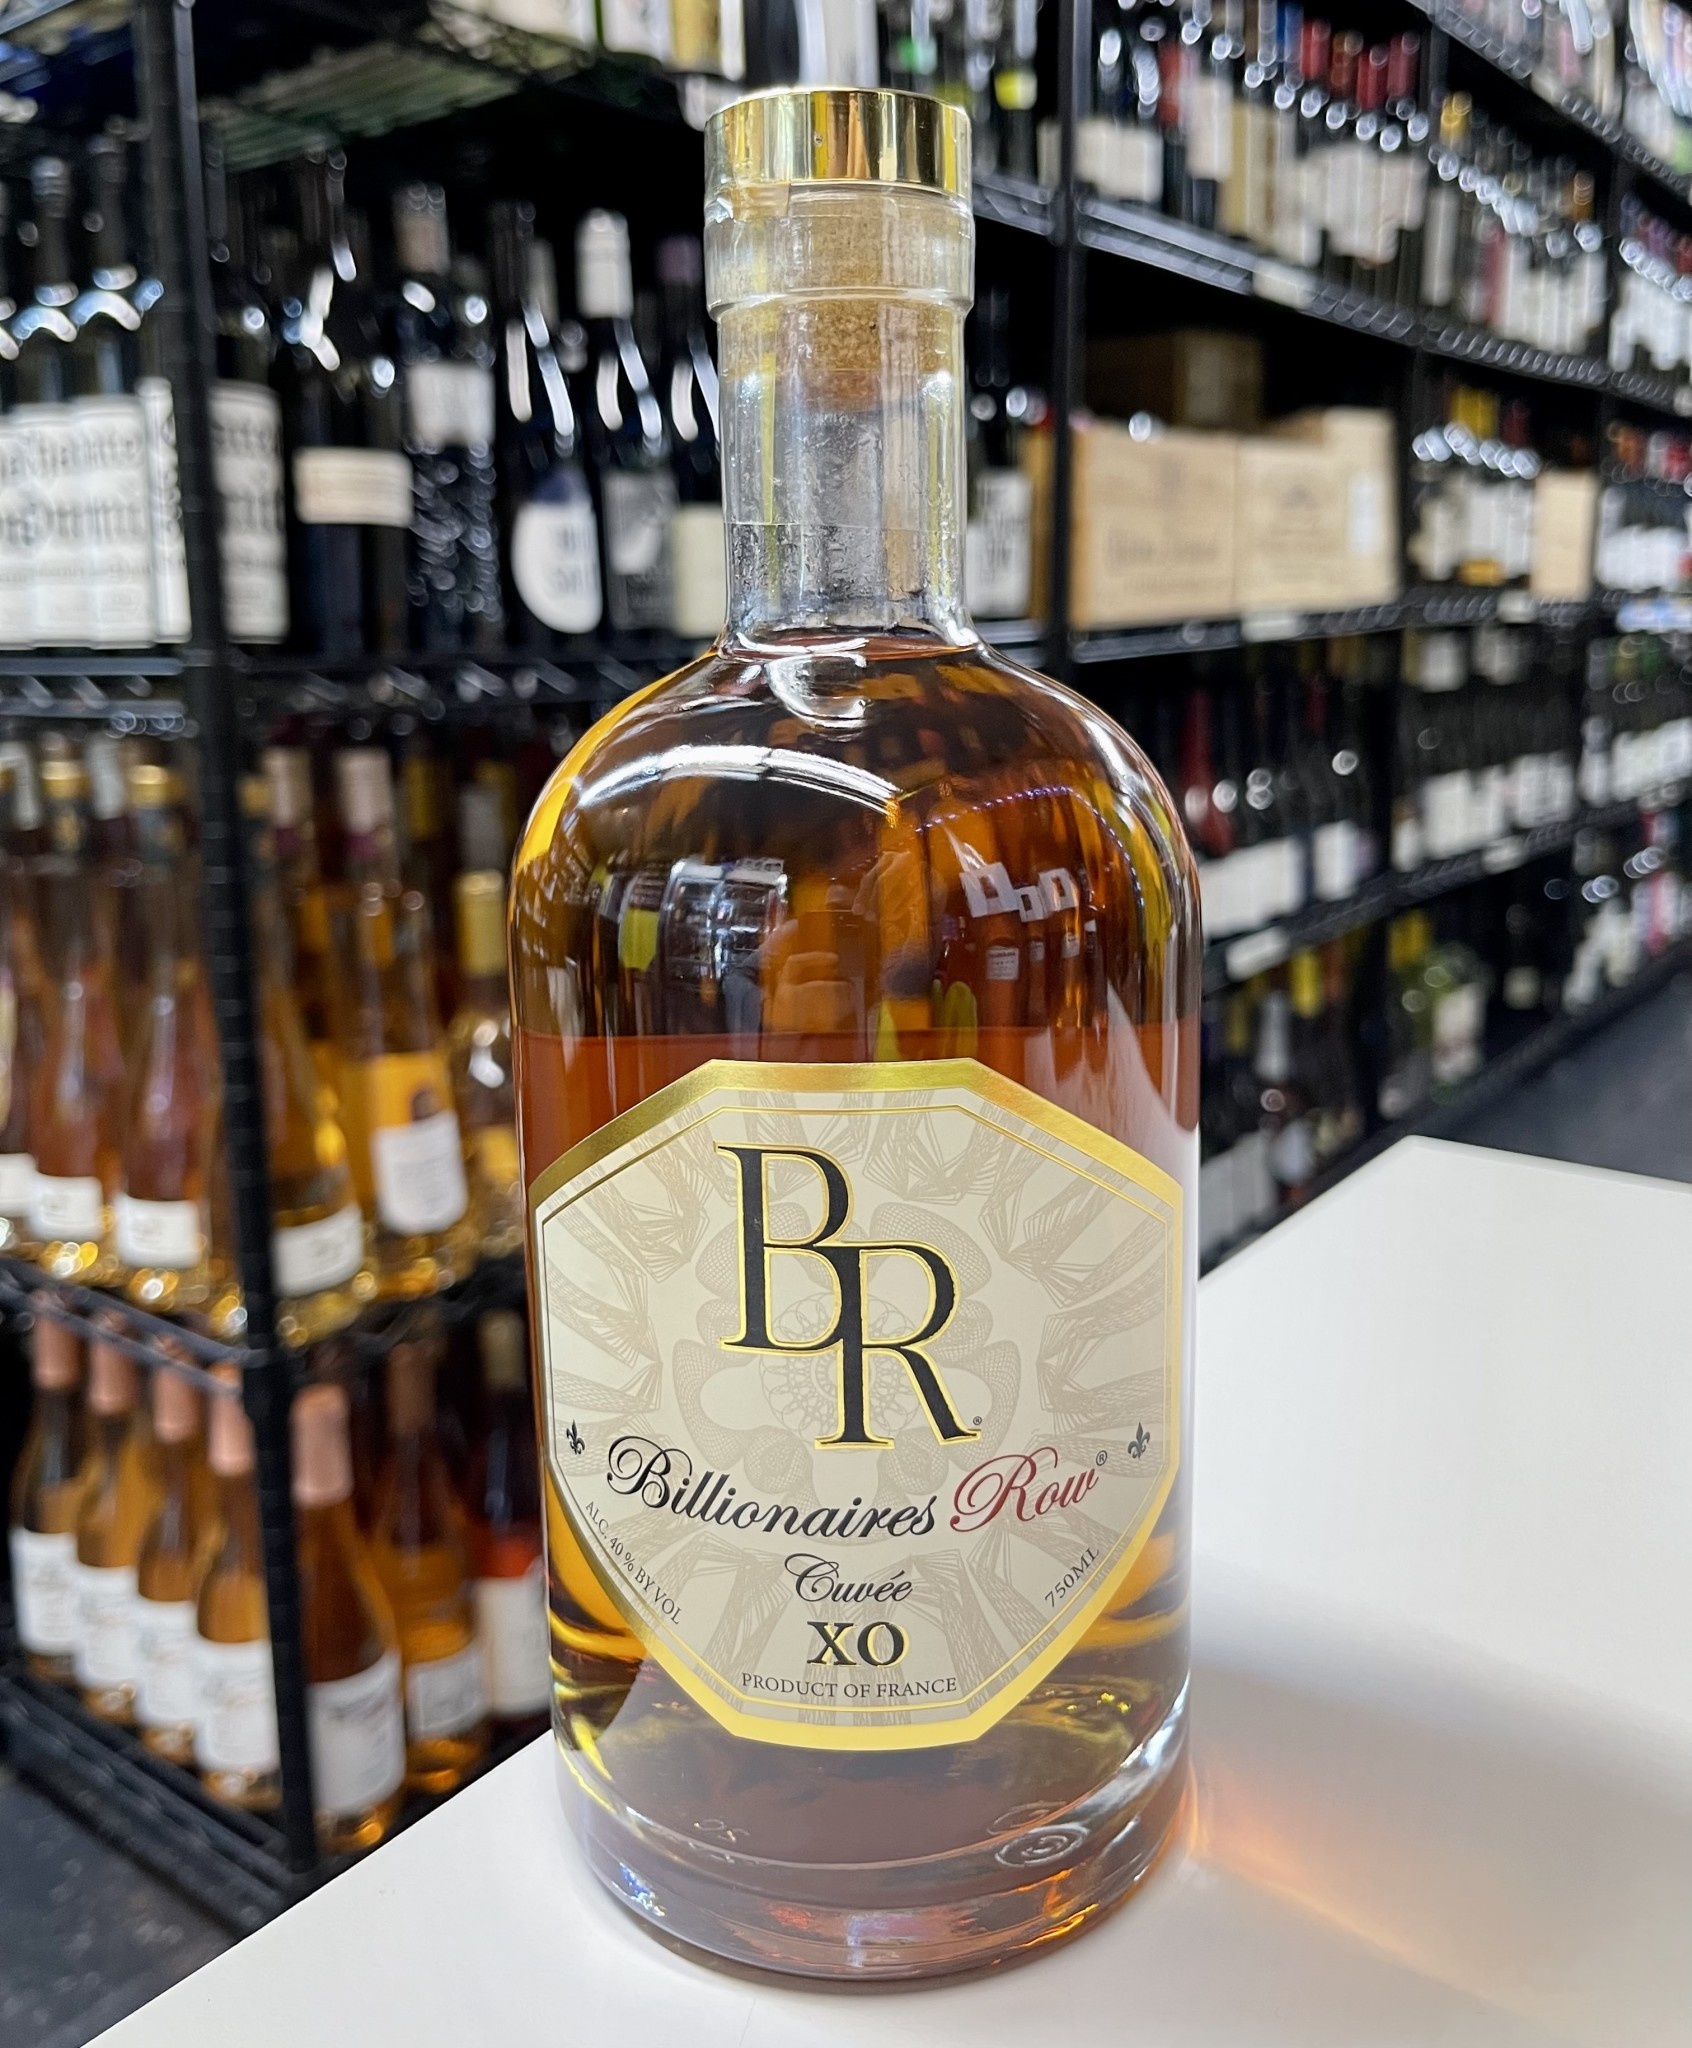 BR®
Billionaires Row®
ALC. 40 % BY VOL
750ML
Cuvée
XO
PRODUCT OF FRANCE